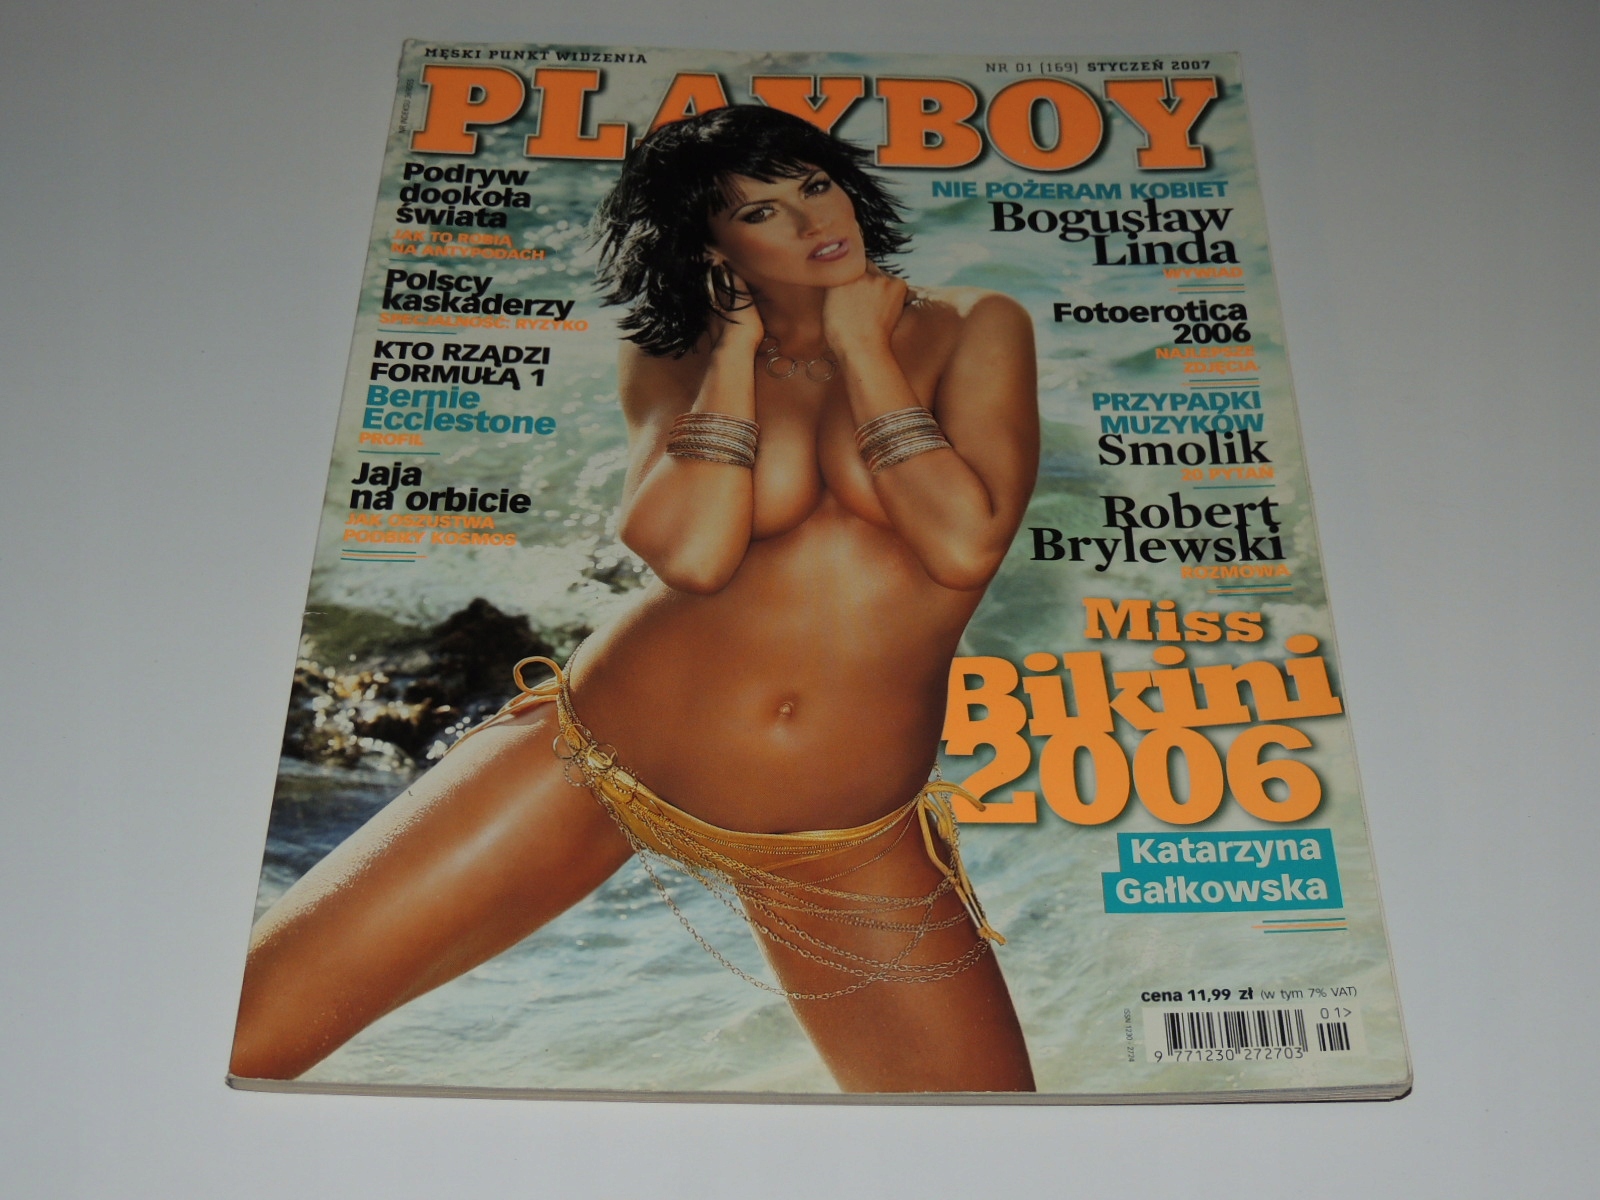 MĘSKI PUNKT WIDZENIA
NR 01 (169) STYCZEŃ 2007
PLAYBOY
Podryw
dookoła
świata
JAK TO ROBIĄ
NA ANTYPODACH
Polscy
kaskaderzy
SPECJALNOŚĆ: RYZYKO
KTO RZĄDZI
FORMUŁĄ 1
Bernie
Ecclestone
PROFIL
Jaja
na orbicie
JAK OSZUSTWA
PODBIŁY KOSMOS
NIE POŻERAM KOBIET
Bogusław
Linda
WYWIAD
Fotoerotica
2006
NAJLEPSZE
ZDJĘCIA
PRZYPADKI
MUZYKÓW
Smolik
20 PYTAŃ
Robert
Brylewski
ROZMOWA
Miss
Bikini
2006
Katarzyna
Gałkowska
cena 11,99 zł (w tym 7% VAT)
ISSN 1230-2724
01>
9 771230 272703